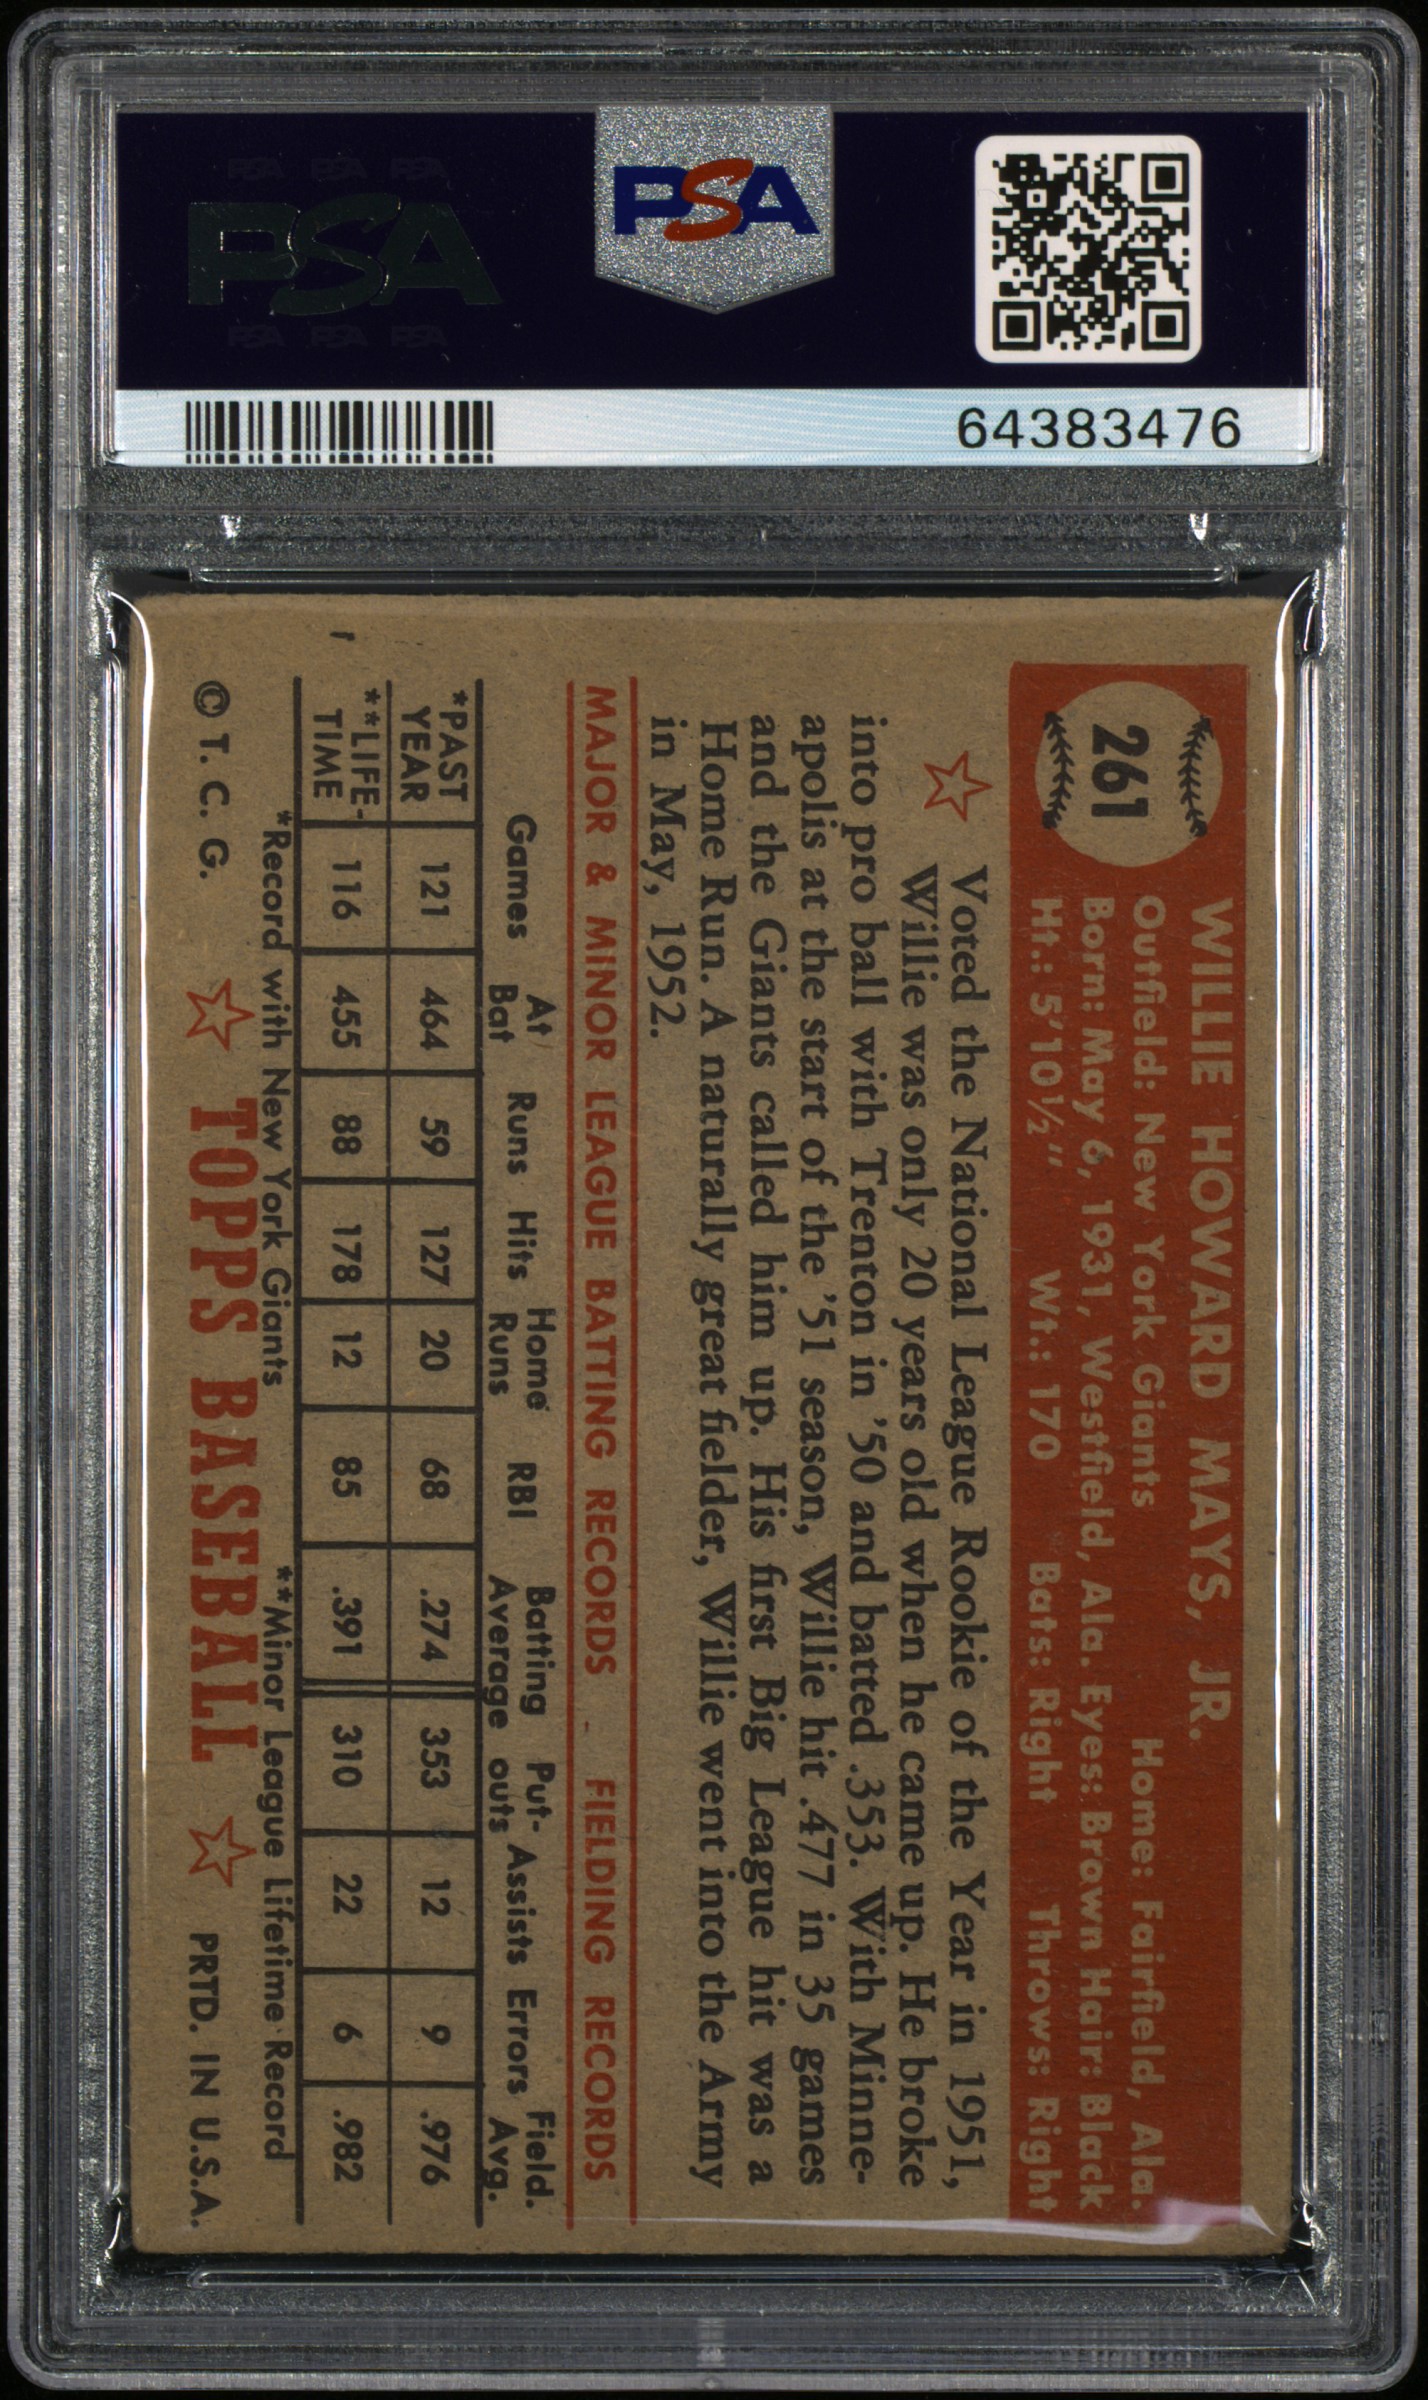 PSA PSA PSA
PSA
PSA PSA PSA
PSA
64383476
261
WILLIE HOWARD MAYS, JR.
Outfield: New York Giants Home: Fairfield, Ala.
Born: May 6, 1931, Westfield, Ala. Eyes: Brown Hair: Black
Ht.: 5'10½" Wt.: 170 Bats: Right Throws: Right
Voted the National League Rookie of the Year in 1951,
Willie was only 20 years old when he came up. He broke
into pro ball with Trenton in '50 and batted .353. With Minne-
apolis at the start of the '51 season, Willie hit .477 in 35 games
and the Giants called him up. His first Big League hit was a
Home Run. A naturally great fielder, Willie went into the Army
in May, 1952.
MAJOR & MINOR LEAGUE BATTING RECORDS - FIELDING RECORDS
Games At Bat Runs Hits Home Runs RBI Batting Average Put-outs Assists Errors Field. Avg.
*PAST YEAR 121 464 59 127 20 68 .274 353 12 9 .976
**LIFE-TIME 116 455 88 178 12 85 .391 310 22 6 .982
*Record with New York Giants **Minor League Lifetime Record
© T. C. G. TOPPS BASEBALL PRTD. IN U.S.A.